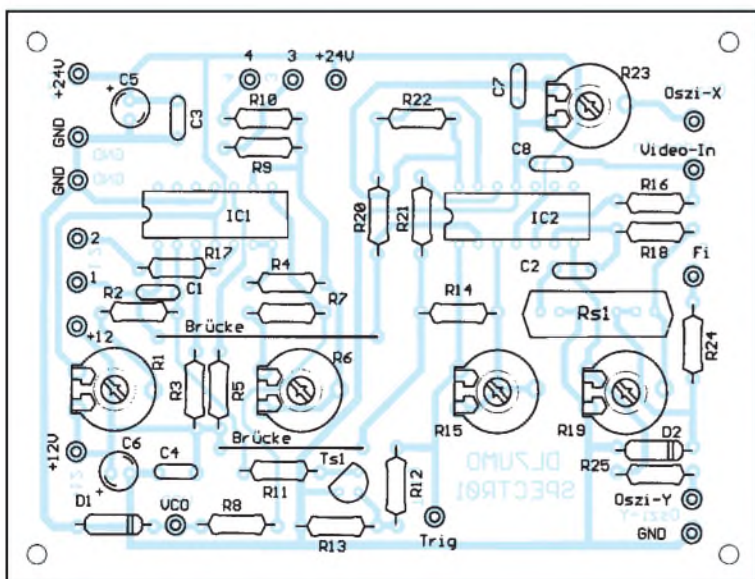 4
3
+24V
+24V
C5
C3
R10
R9
R22
C7
R23
Oszi-X
GND
GND
GND
Video-In
C8
IC1
R20
R21
IC2
R16
R18
2
R17
1
R2
C1
R4
R7
R14
C2
Rs1
Fi
R24
+12
Brücke
R1
R3
R5
R6
R15
R19
+12V
C6
C4
Brücke
R11
Ts1
R12
DL7UMO
SPECTR01
D2
R25
Oszi-Y
D1
VCO
R8
R13
Trig
GND